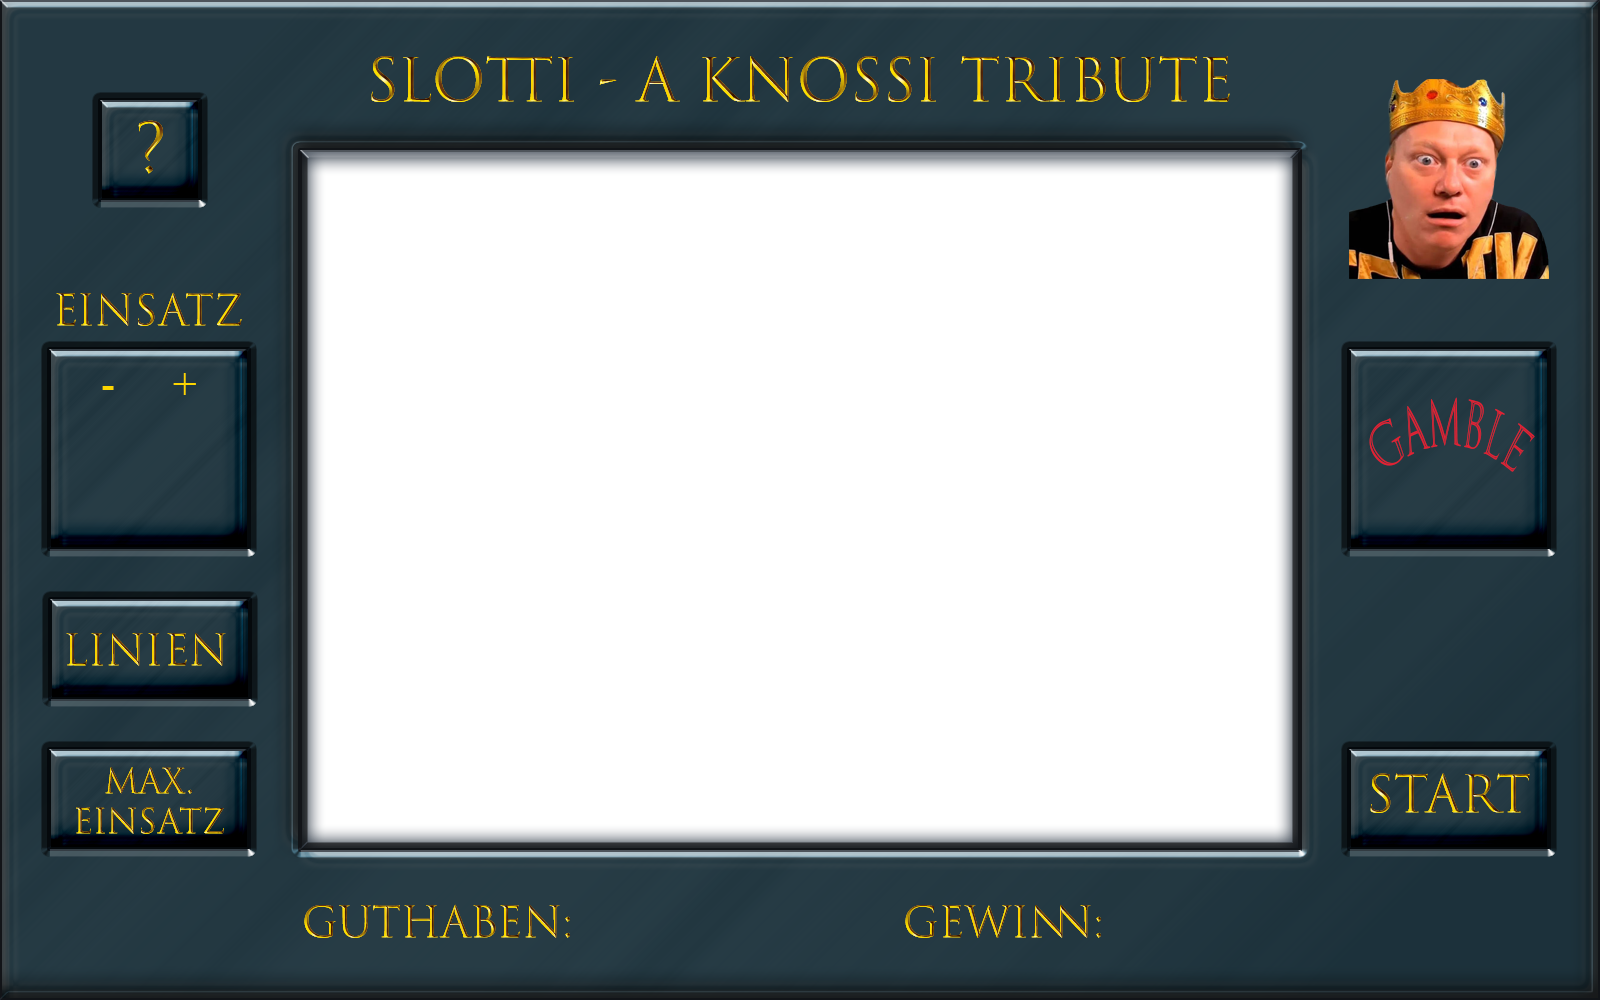 SLOTTI - A KNOSSI TRIBUTE
?
EINSATZ
- +
GAMBLE
LINIEN
MAX.
EINSATZ
START
GUTHABEN:
GEWINN: